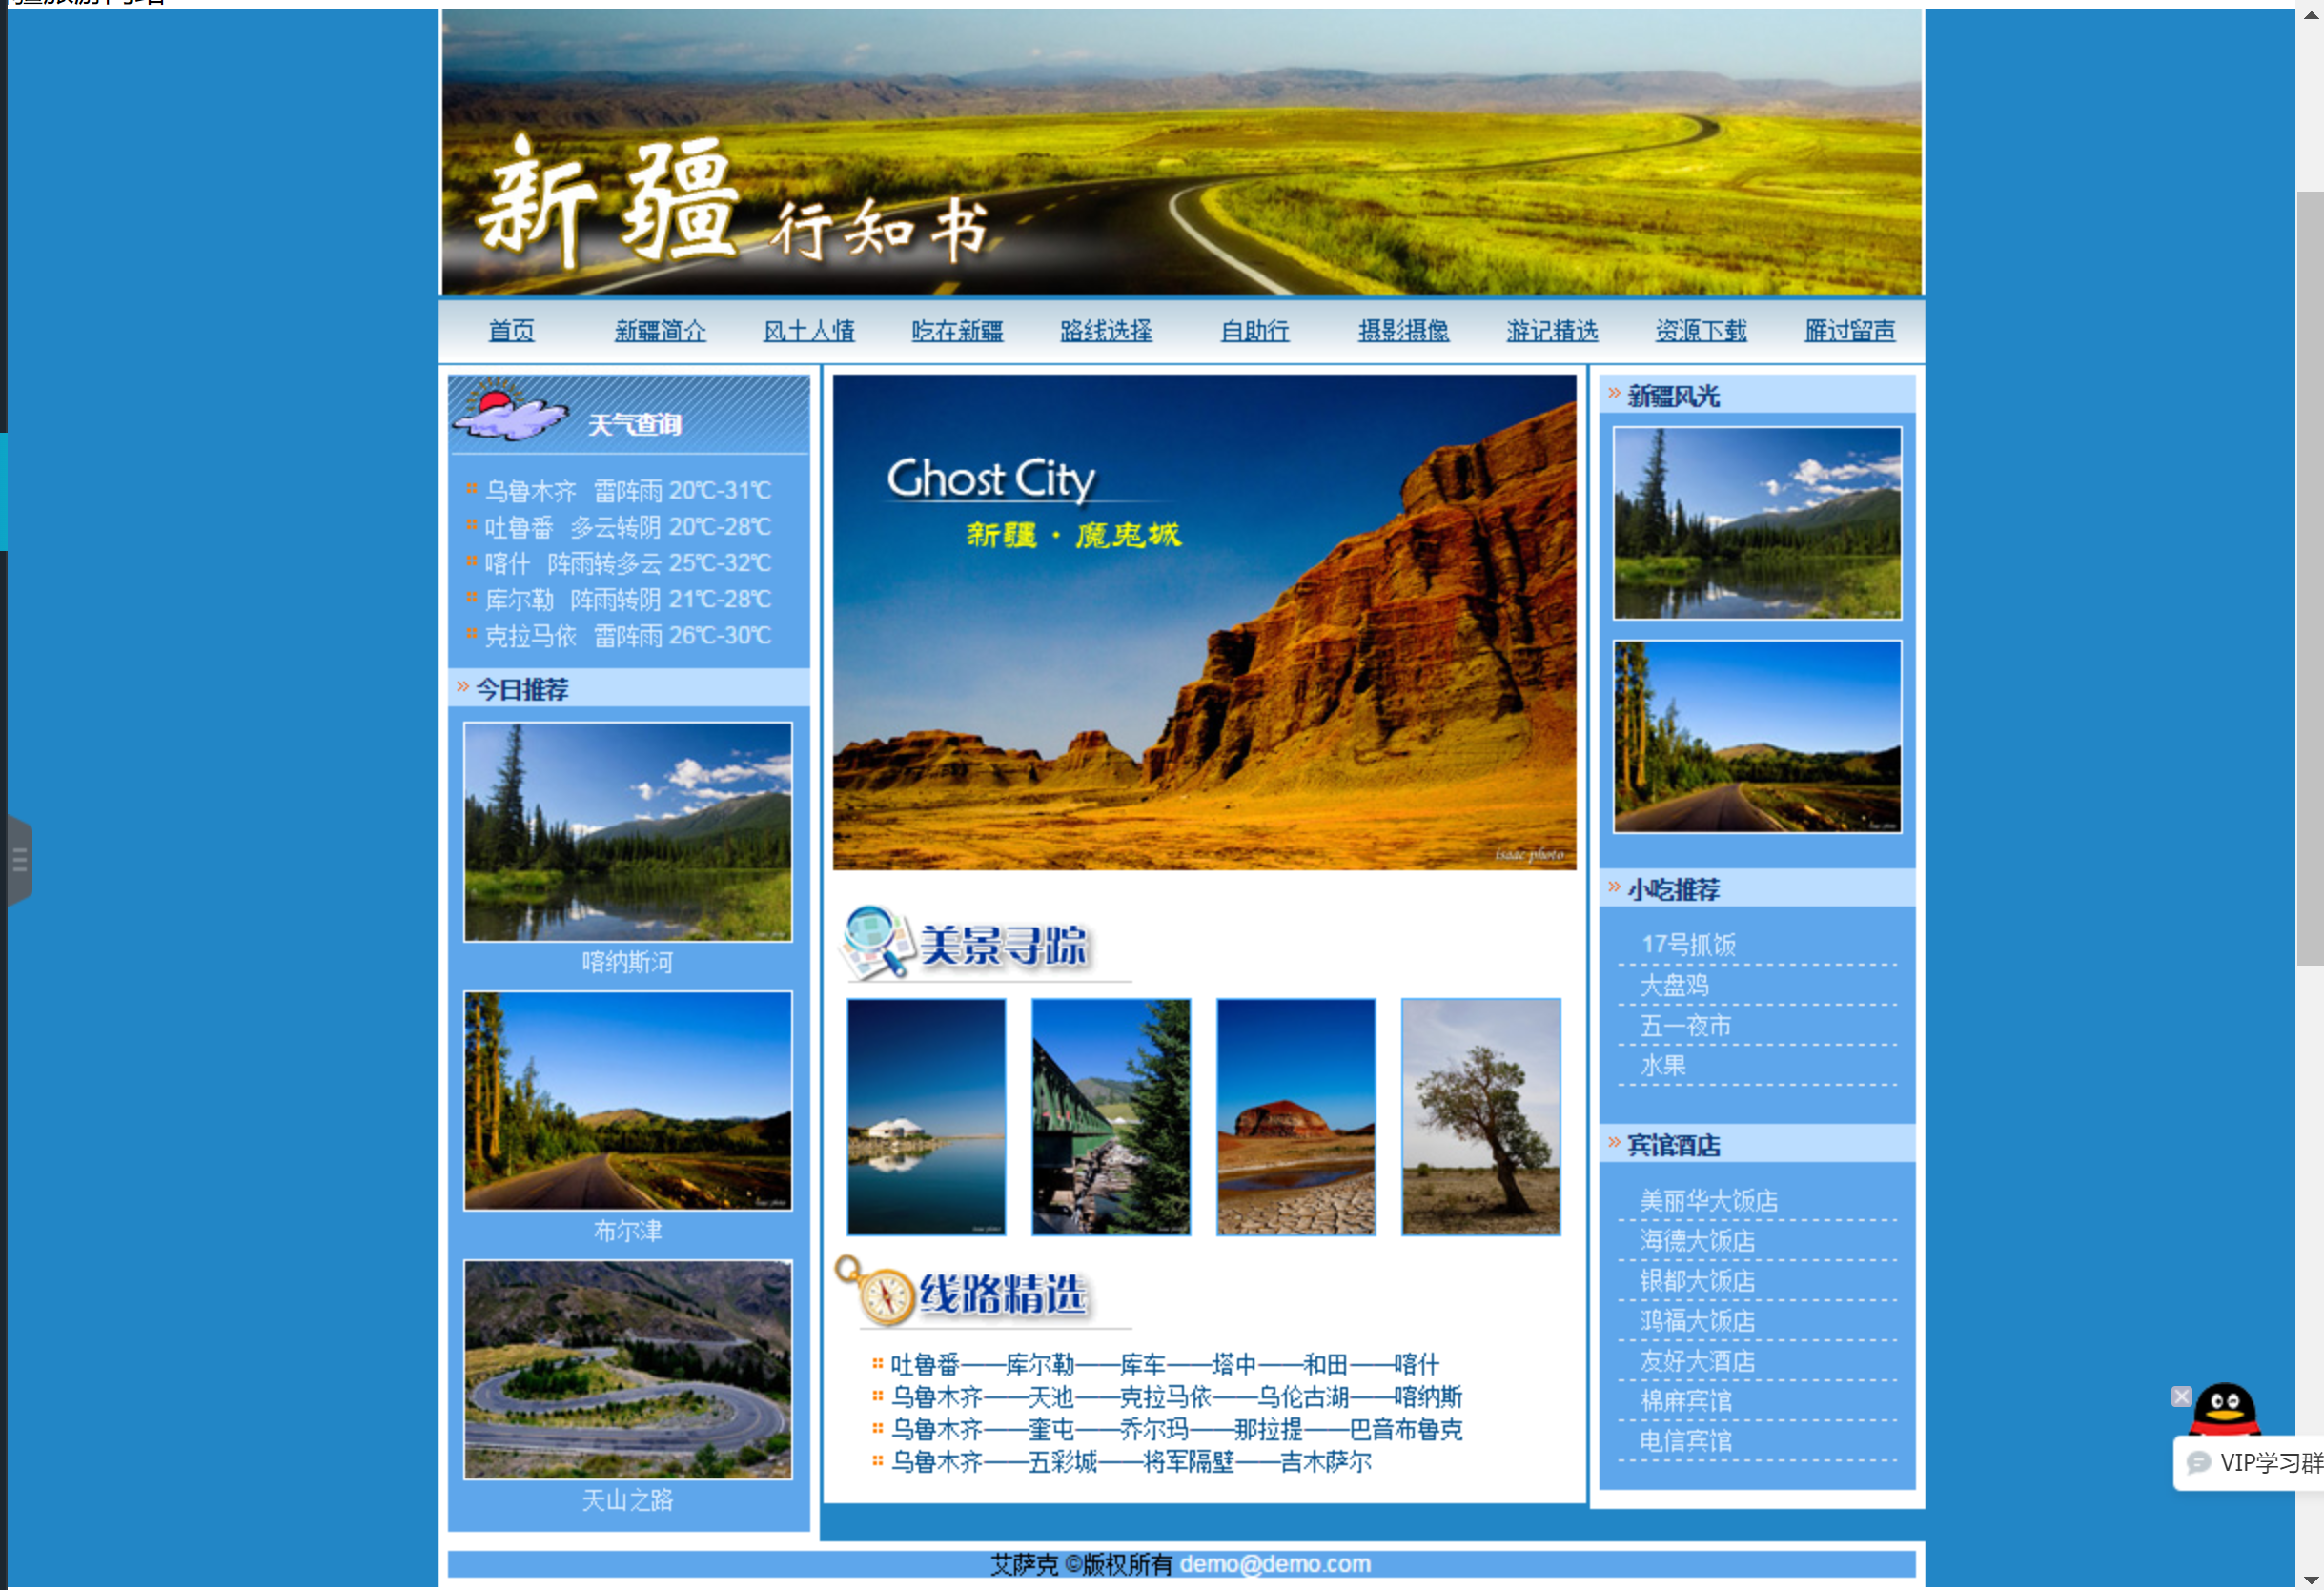 新疆 行知书
首页 新疆简介 风土人情 吃在新疆 路线选择 自助行 摄影摄像 游记精选 资源下载 雁过留声
天气查询
乌鲁木齐 雷阵雨 20℃-31℃
吐鲁番 多云转阴 20℃-28℃
喀什 阵雨转多云 25℃-32℃
库尔勒 阵雨转阴 21℃-28℃
克拉马依 雷阵雨 26℃-30℃
» 今日推荐
喀纳斯河
布尔津
天山之路
Ghost City
新疆·魔鬼城
isaac photo
美景寻踪
线路精选
吐鲁番——库尔勒——库车——塔中——和田——喀什
乌鲁木齐——天池——克拉马依——乌伦古湖——喀纳斯
乌鲁木齐——奎屯——乔尔玛——那拉提——巴音布鲁克
乌鲁木齐——五彩城——将军隔壁——吉木萨尔
» 新疆风光
» 小吃推荐
17号抓饭
大盘鸡
五一夜市
水果
» 宾馆酒店
美丽华大饭店
海德大饭店
银都大饭店
鸿福大饭店
友好大酒店
棉麻宾馆
电信宾馆
VIP学习群
艾萨克 ©版权所有 demo@demo.com